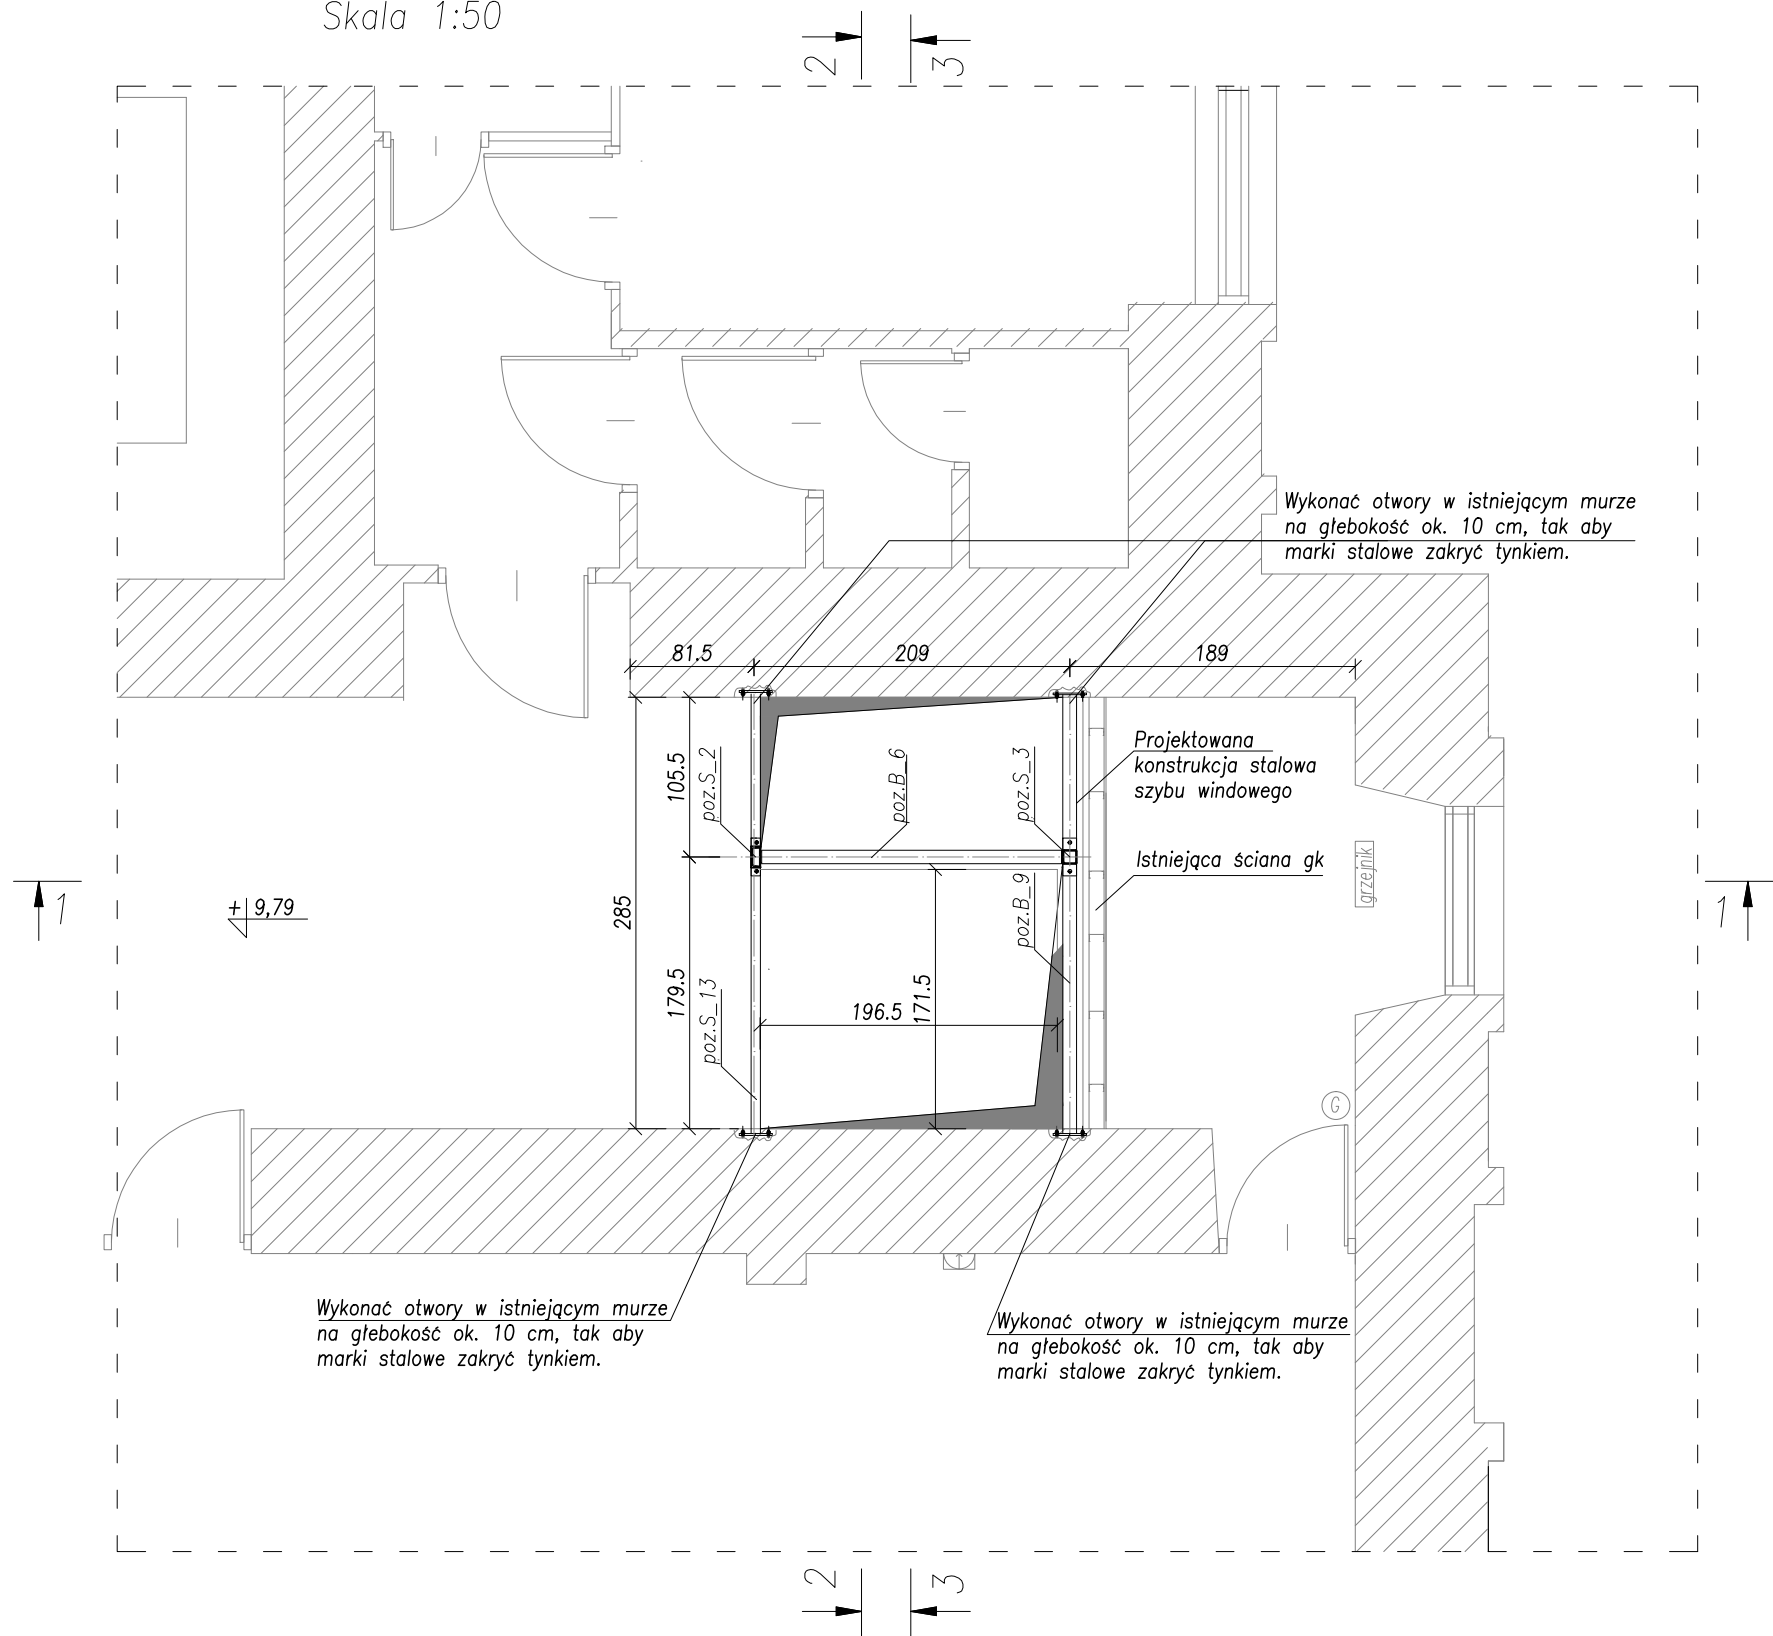 Skala 1:50
2
3
Wykonać otwory w istniejącym murze
na głebokość ok. 10 cm, tak aby
marki stalowe zakryć tynkiem.
81.5
209
189
Projektowana
konstrukcja stalowa
szybu windowego
105.5
poz.S_2
poz.B_6
poz.S_3
Istniejąca ściana gk
grzejnik
1
+ 9,79
285
poz.B_9
1
179.5
poz.S_13
196.5
171.5
G
Wykonać otwory w istniejącym murze
na głebokość ok. 10 cm, tak aby
marki stalowe zakryć tynkiem.
Wykonać otwory w istniejącym murze
na głebokość ok. 10 cm, tak aby
marki stalowe zakryć tynkiem.
2
3